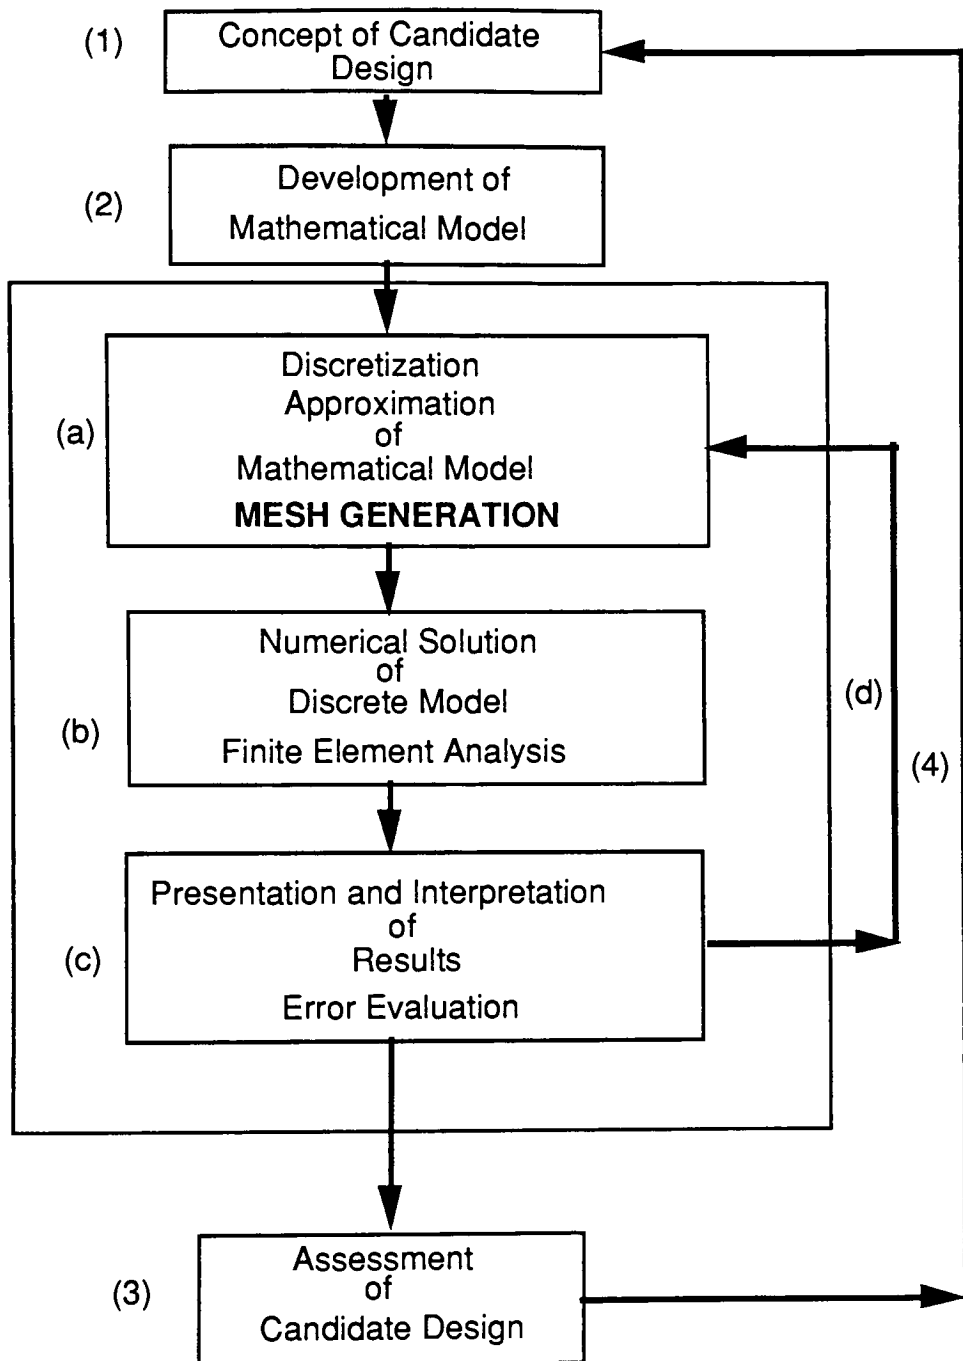 (1)
Concept of Candidate
Design
(2)
Development of
Mathematical Model
(a)
Discretization
Approximation
of
Mathematical Model
MESH GENERATION
(b)
Numerical Solution
of
Discrete Model
Finite Element Analysis
(d)
(4)
(c)
Presentation and Interpretation
of
Results
Error Evaluation
(3)
Assessment
of
Candidate Design